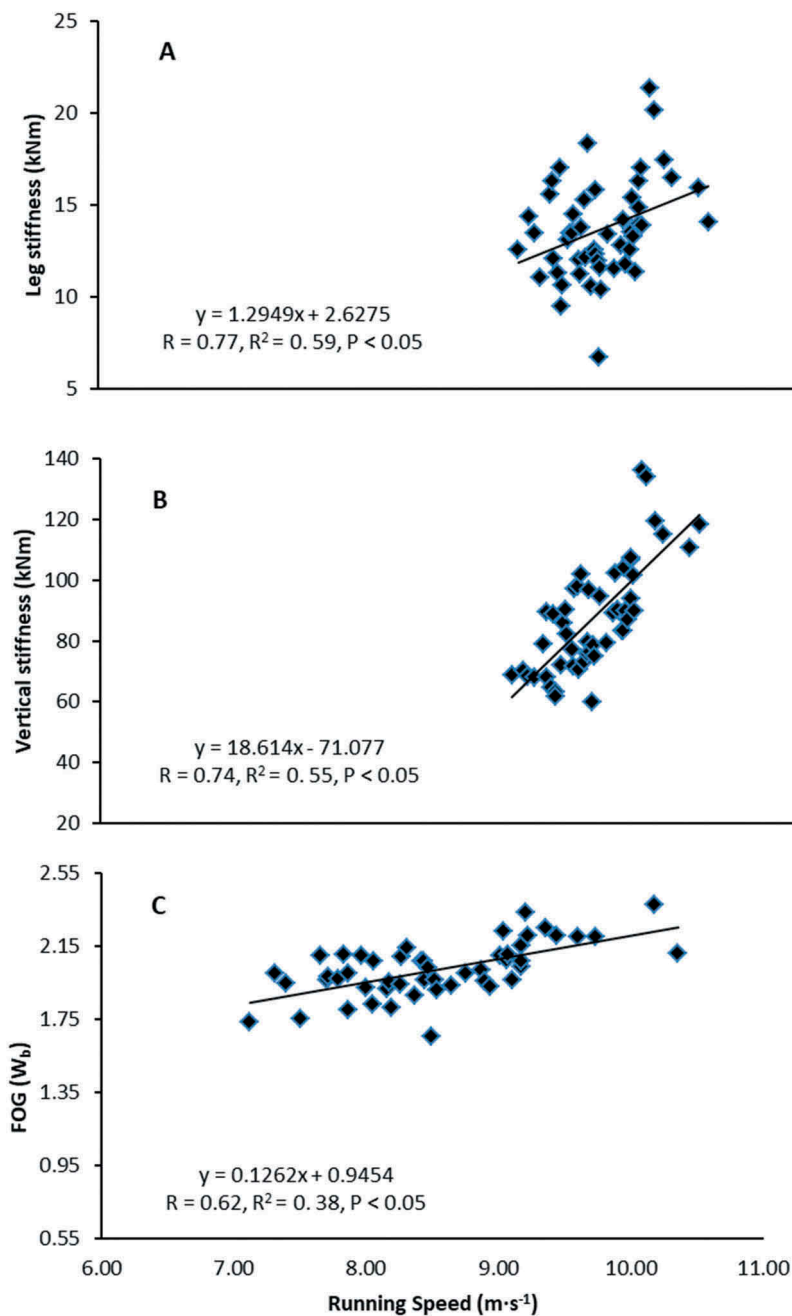 25
A
20
Leg stiffness (kNm)
15
10
y = 1.2949x + 2.6275
R = 0.77, R² = 0. 59, P < 0.05
5
140
B
120
100
Vertical stiffness (kNm)
80
60
y = 18.614x - 71.077
40
R = 0.74, R² = 0. 55, P < 0.05
20
2.55
C
2.15
1.75
FOG (Wb)
1.35
0.95
y = 0.1262x + 0.9454
R = 0.62, R² = 0. 38, P < 0.05
0.55
6.00 7.00 8.00 9.00 10.00 11.00
Running Speed (m·s⁻¹)